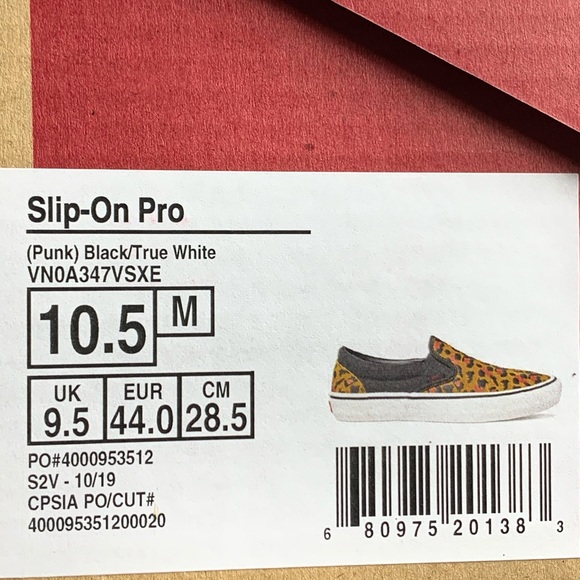 Slip-On Pro
(Punk) Black/True White
VN0A347VSXE
10.5 M
UK EUR CM
9.5 44.0 28.5
PO#4000953512
S2V - 10/19
CPSIA PO/CUT#
400095351200020
6 80975 20138 3